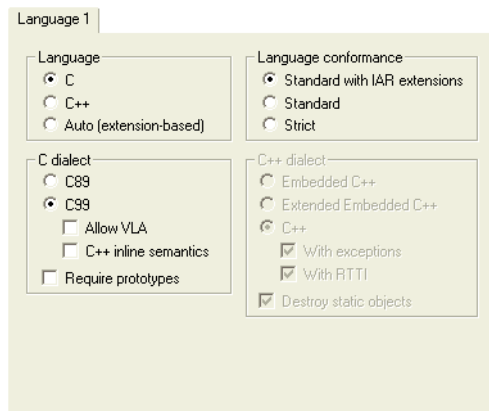 Language 1
Language
C
C++
Auto (extension-based)
Language conformance
Standard with IAR extensions
Standard
Strict
C dialect
C89
C99
Allow VLA
C++ inline semantics
Require prototypes
C++ dialect
Embedded C++
Extended Embedded C++
C++
With exceptions
With RTTI
Destroy static objects